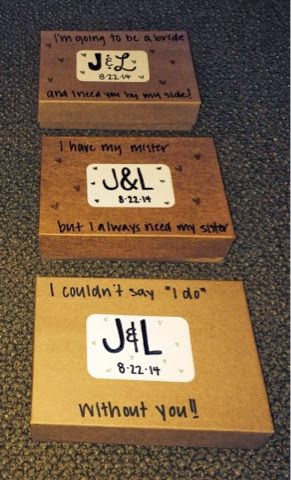 I'm going to be a bride
J&L
8·22·14
and I need you by my side!
I have my mister
J&L
8·22·14
but I always need my sister
I couldn't say "I do"
J&L
8·22·14
without you!!